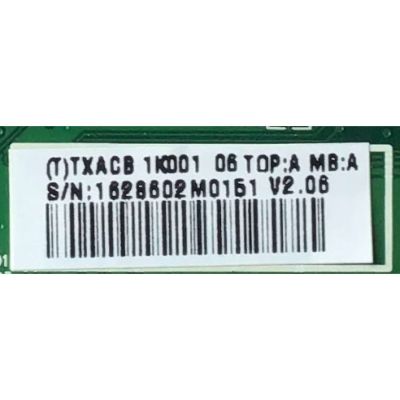 (T)TXACB 1K001 06 TOP:A MB:A
S/N:1628602M0151 V2.06